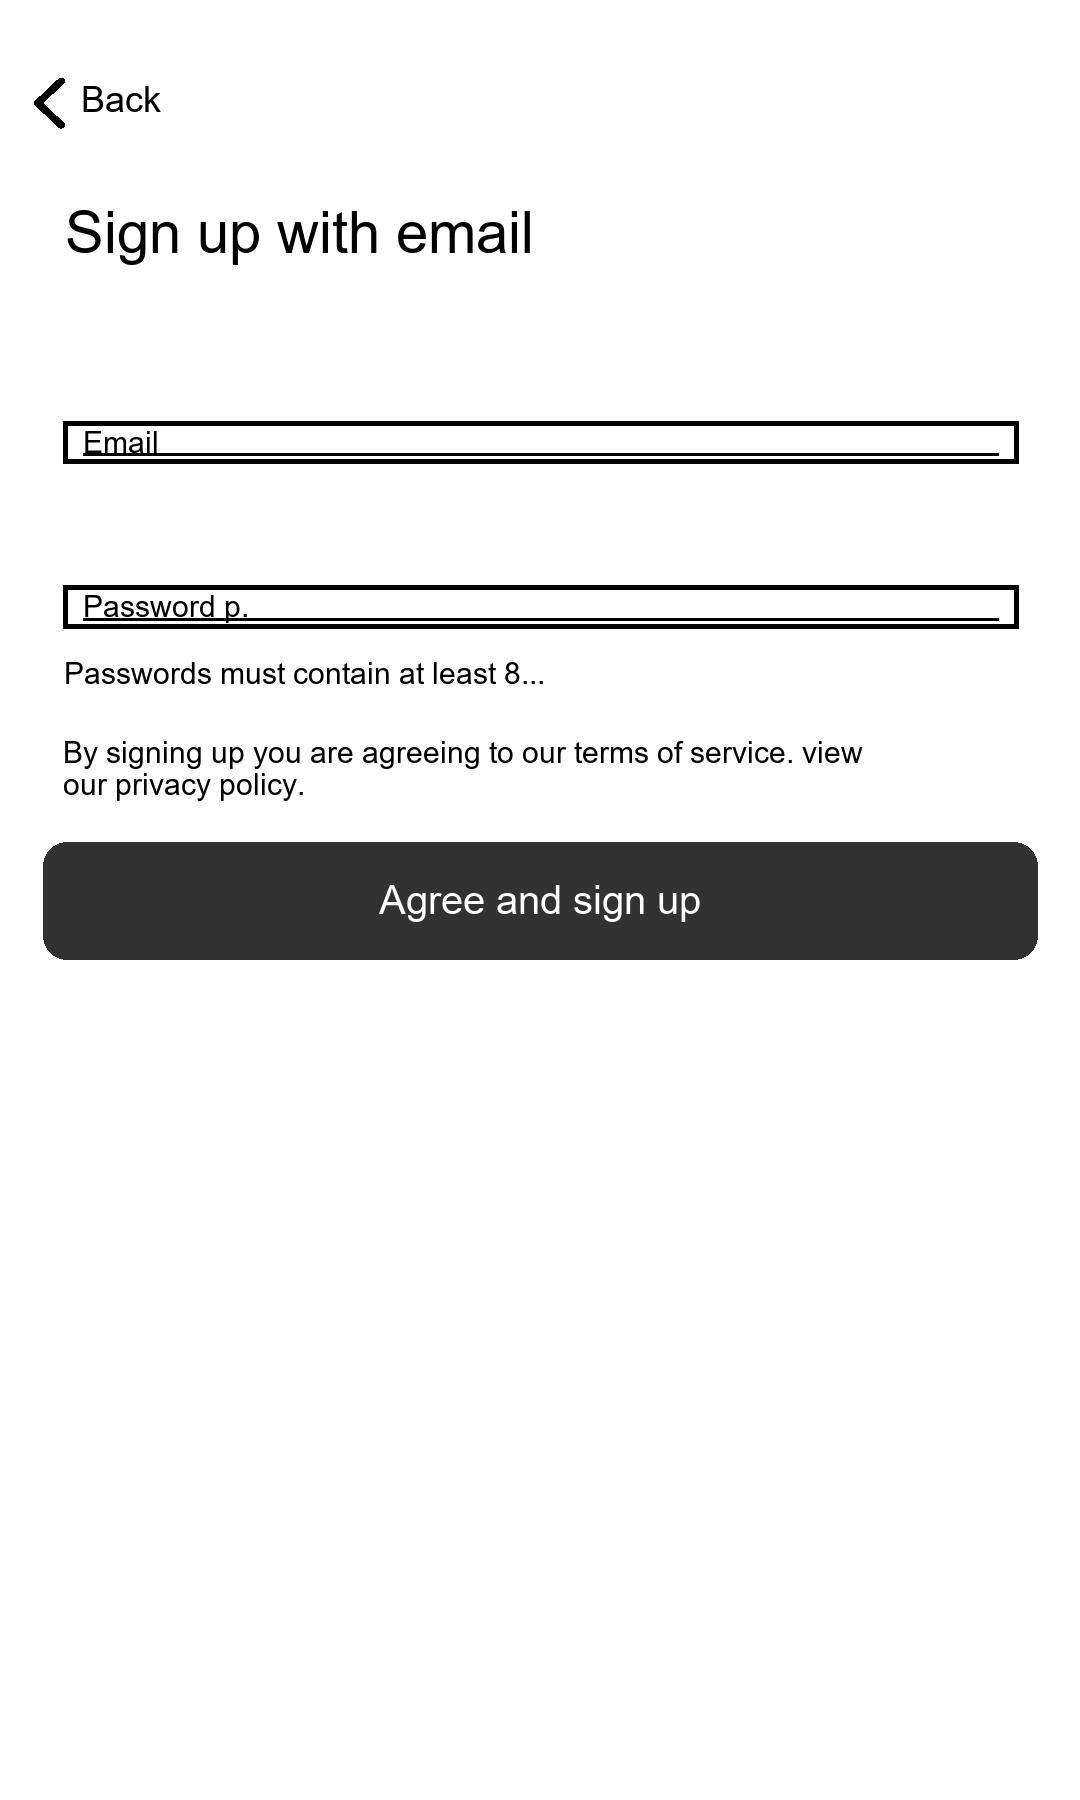 Back
Sign up with email
Email
Password p.
Passwords must contain at least 8...
By signing up you are agreeing to our terms of service. view
our privacy policy.
Agree and sign up